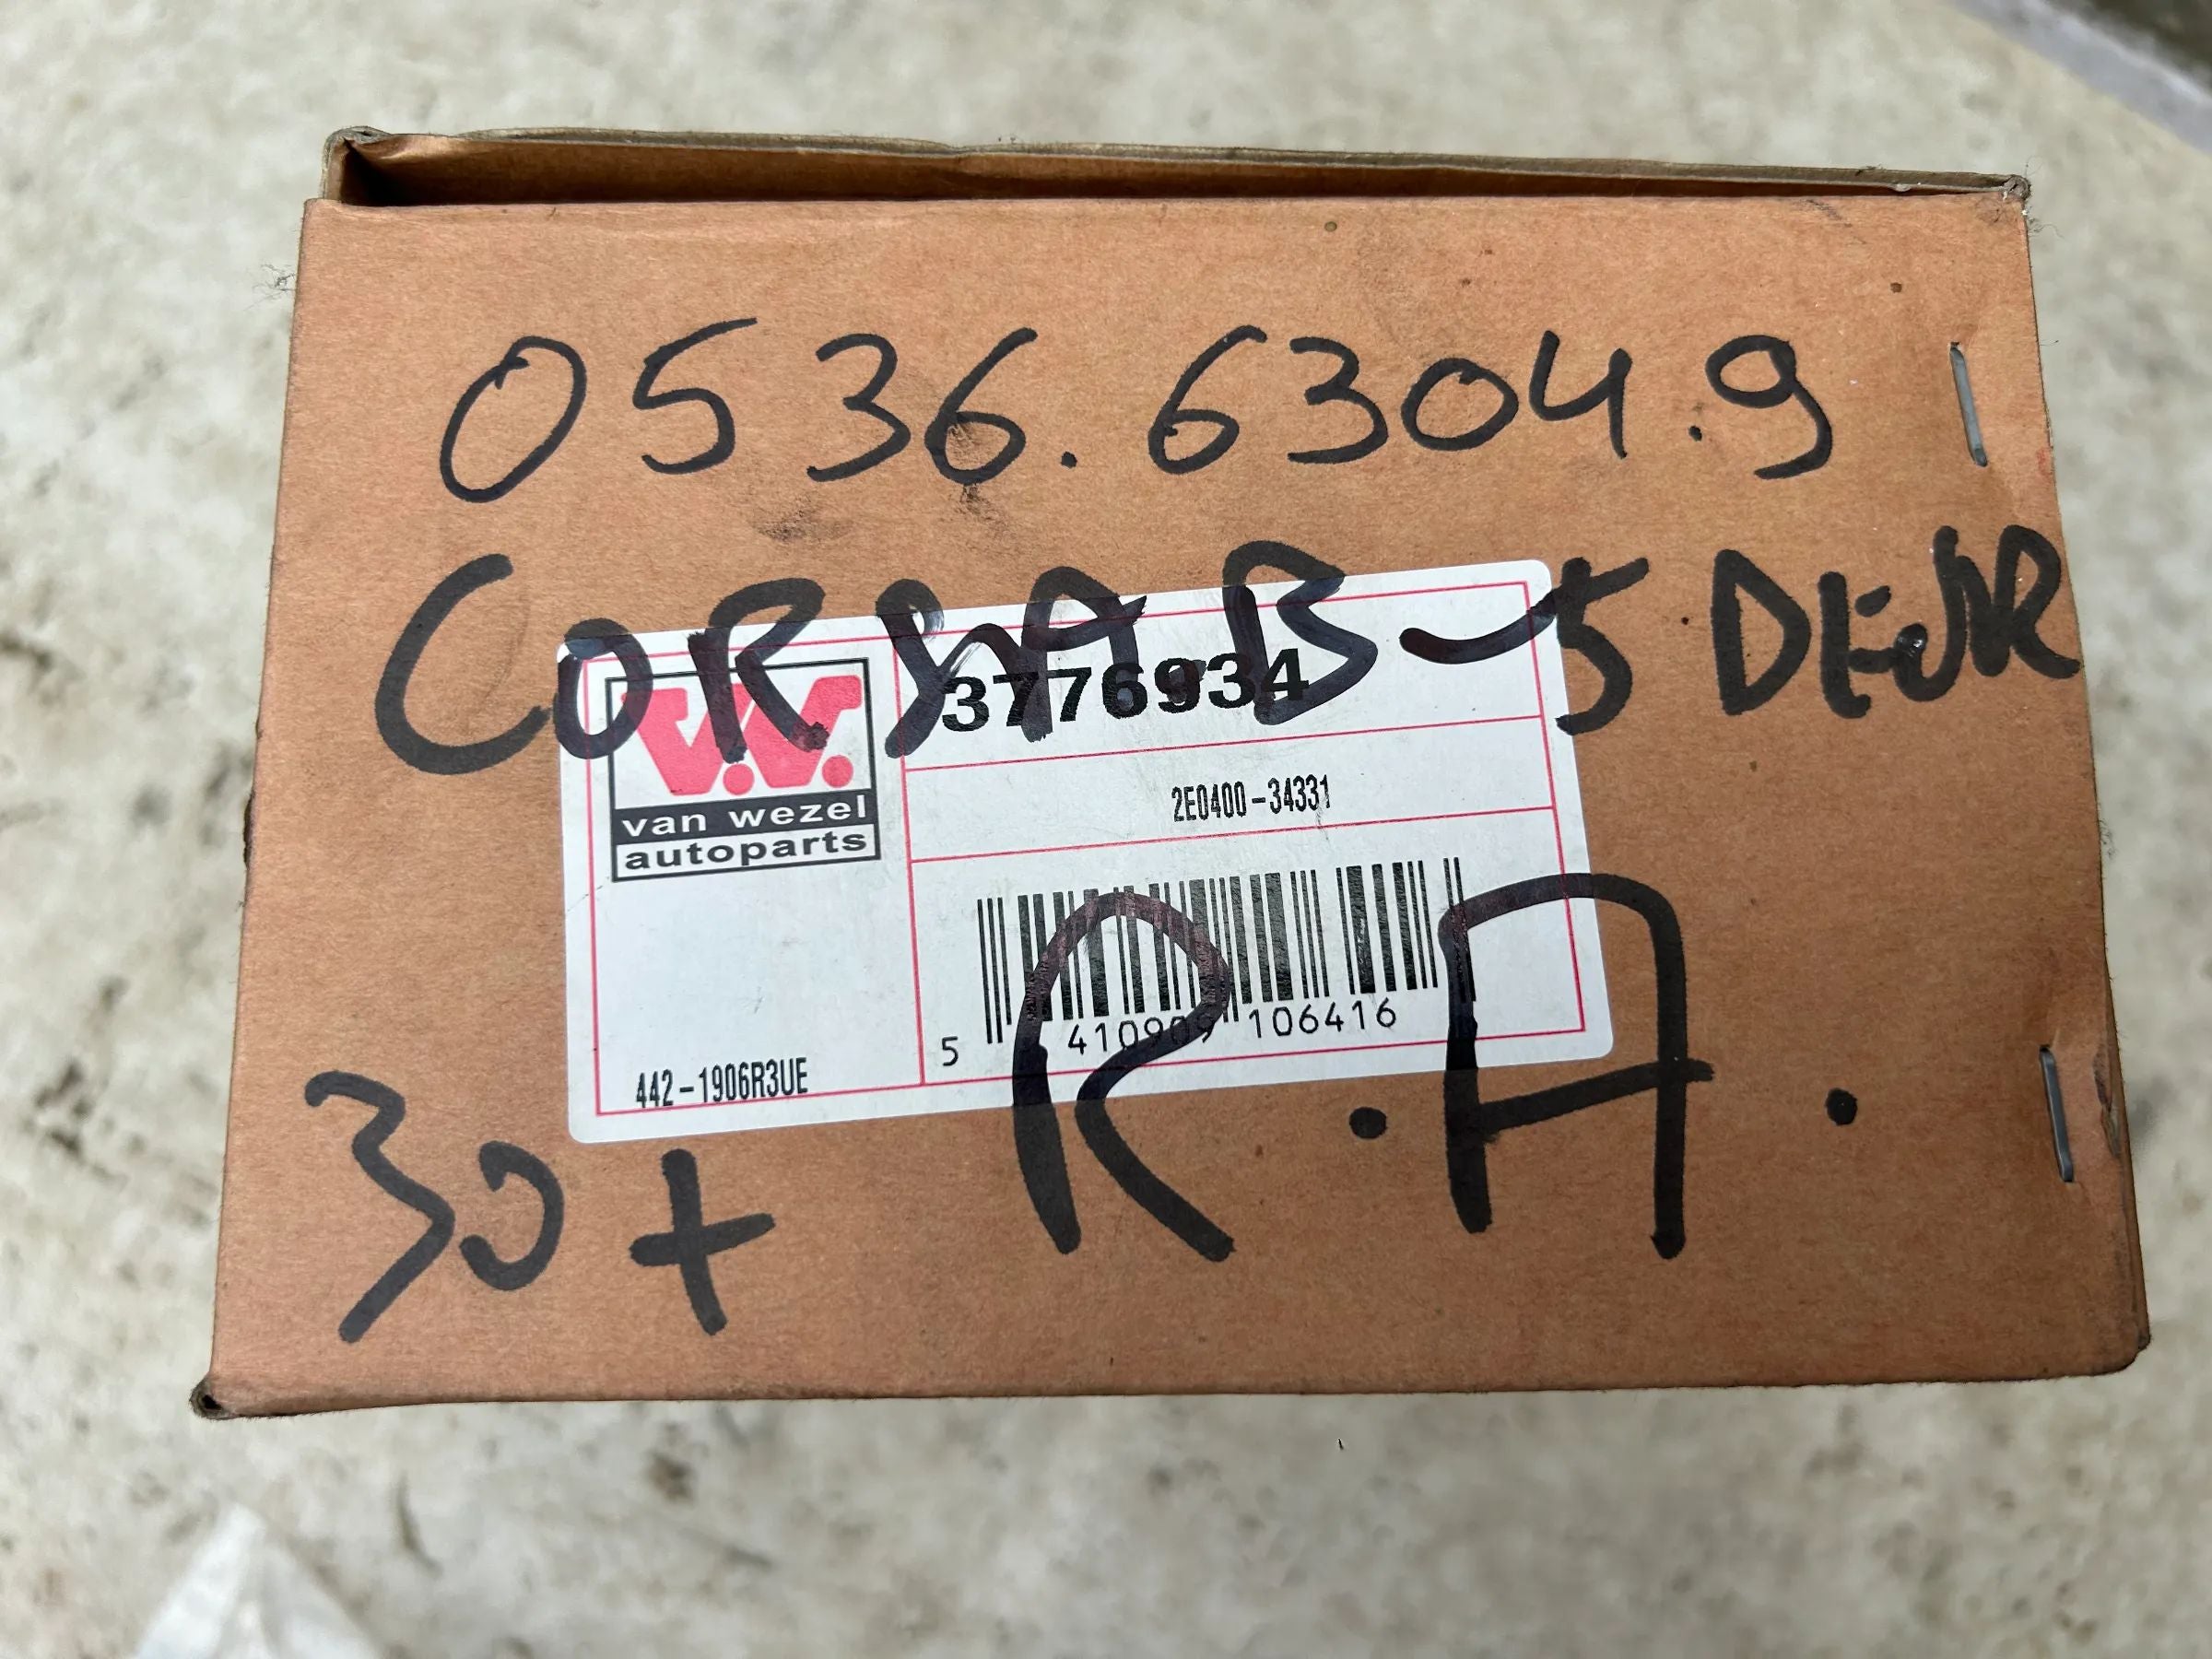 0536.6304.9
CORSA-B-5 DEUR
3776934
V.W.
van wezel
autoparts
2E0400-34331
5 410909 106416
442-1906R3UE
30+ R.A.